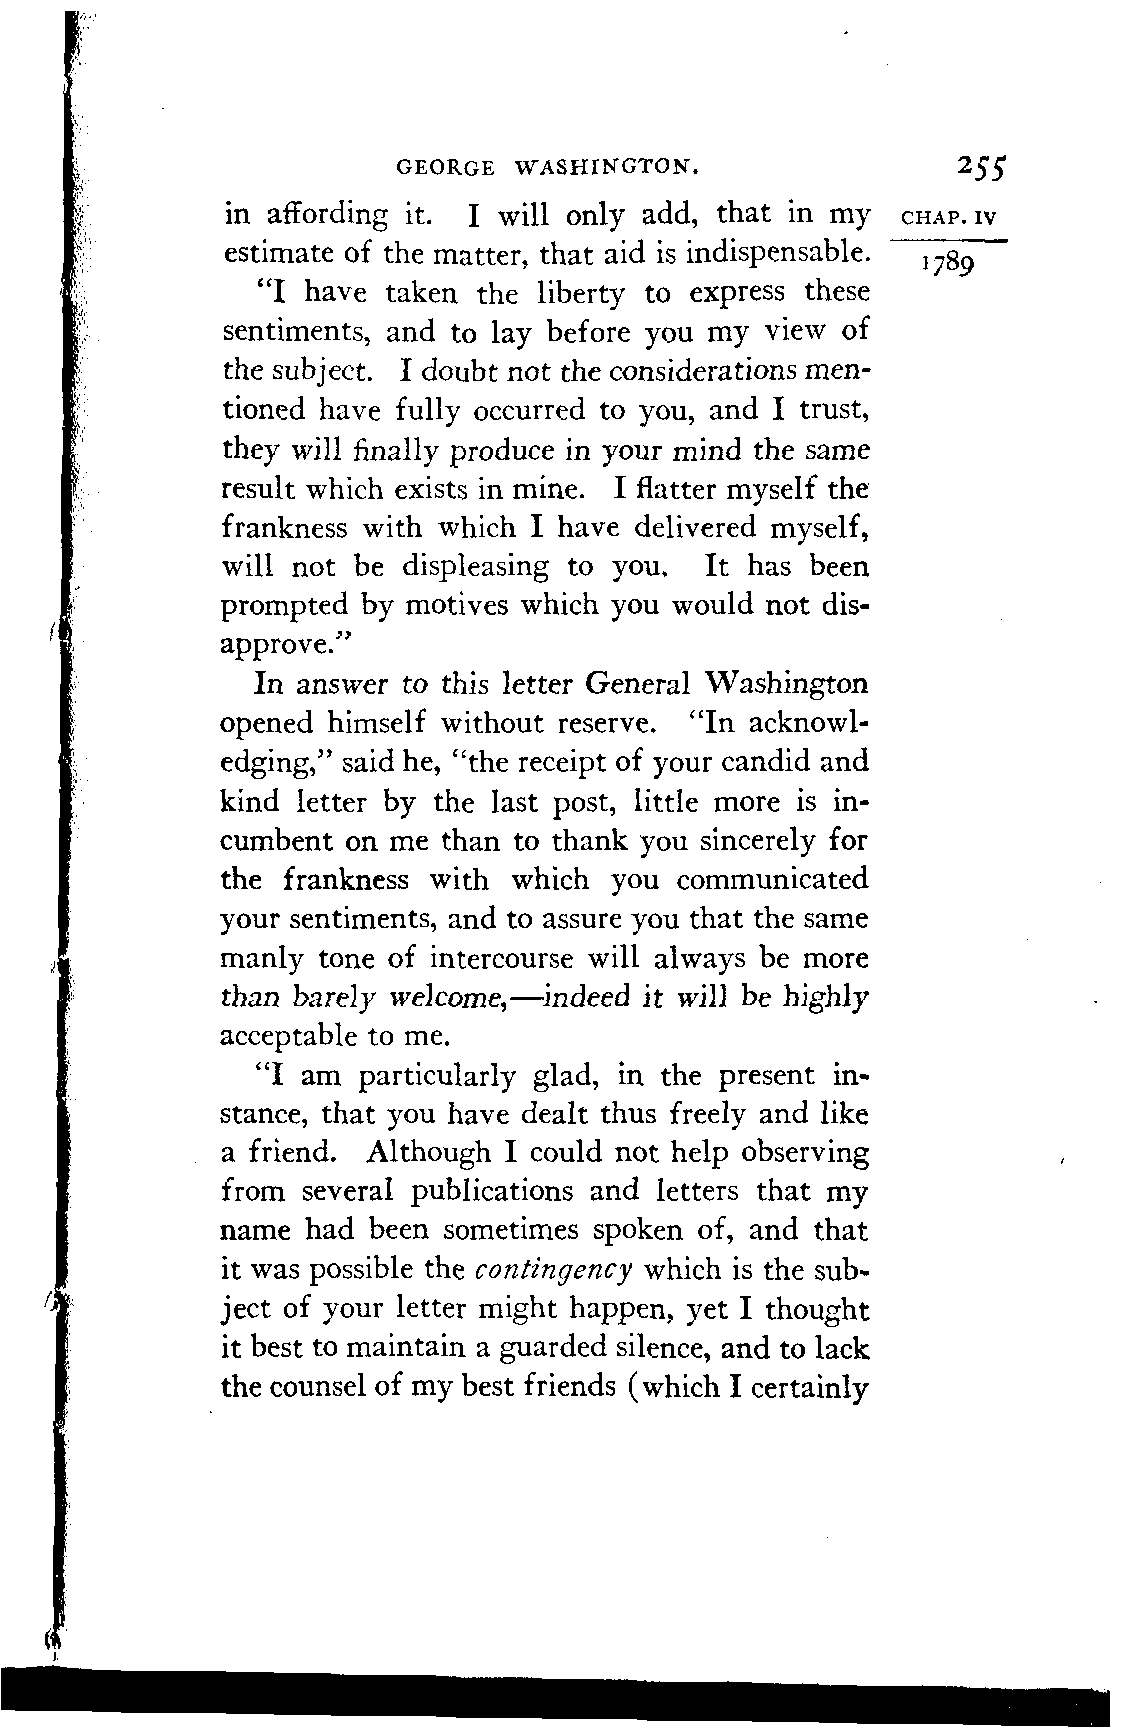 GEORGE WASHINGTON. 255
in affording it. I will only add, that in my CHAP. IV
estimate of the matter, that aid is indispensable. 1789
"I have taken the liberty to express these
sentiments, and to lay before you my view of
the subject. I doubt not the considerations men-
tioned have fully occurred to you, and I trust,
they will finally produce in your mind the same
result which exists in mine. I flatter myself the
frankness with which I have delivered myself,
will not be displeasing to you. It has been
prompted by motives which you would not dis-
approve."
In answer to this letter General Washington
opened himself without reserve. "In acknowl-
edging," said he, "the receipt of your candid and
kind letter by the last post, little more is in-
cumbent on me than to thank you sincerely for
the frankness with which you communicated
your sentiments, and to assure you that the same
manly tone of intercourse will always be more
than barely welcome,—indeed it will be highly
acceptable to me.
"I am particularly glad, in the present in-
stance, that you have dealt thus freely and like
a friend. Although I could not help observing
from several publications and letters that my
name had been sometimes spoken of, and that
it was possible the contingency which is the sub-
ject of your letter might happen, yet I thought
it best to maintain a guarded silence, and to lack
the counsel of my best friends (which I certainly